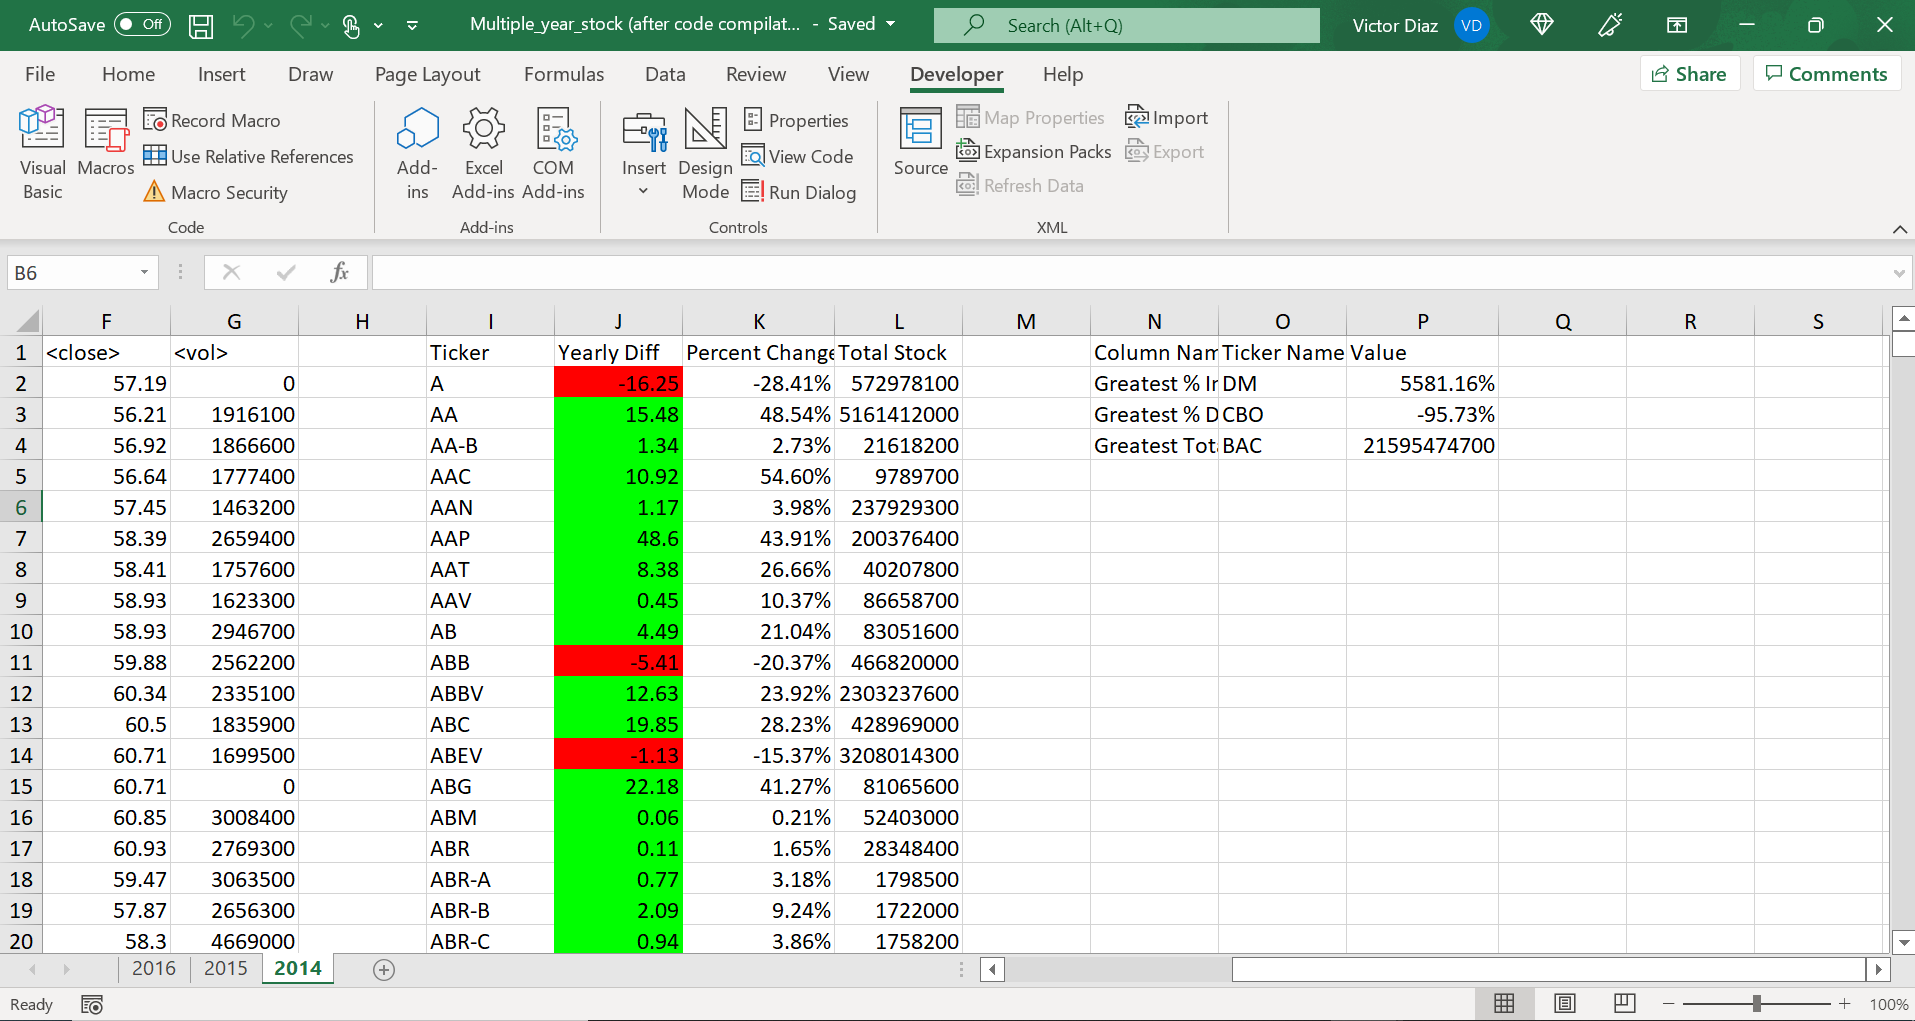 AutoSave Off Multiple_year_stock (after code compilat... - Saved Search (Alt+Q) Victor Diaz VD
File Home Insert Draw Page Layout Formulas Data Review View Developer Help Share Comments
Visual Basic
Macros
Record Macro
Use Relative References
Macro Security
Code
Add-ins
Excel Add-ins
COM Add-ins
Add-ins
Insert
Design Mode
Properties
View Code
Run Dialog
Controls
Source
Map Properties
Expansion Packs
Refresh Data
Import
Export
XML
B6 fx
F G H I J K L M N O P Q R S
1 <close> <vol> Ticker Yearly Diff Percent Change Total Stock Column Nam Ticker Name Value
2 57.19 0 A -16.25 -28.41% 572978100 Greatest % Ir DM 5581.16%
3 56.21 1916100 AA 15.48 48.54% 5161412000 Greatest % D CBO -95.73%
4 56.92 1866600 AA-B 1.34 2.73% 21618200 Greatest Tot BAC 21595474700
5 56.64 1777400 AAC 10.92 54.60% 9789700
6 57.45 1463200 AAN 1.17 3.98% 237929300
7 58.39 2659400 AAP 48.6 43.91% 200376400
8 58.41 1757600 AAT 8.38 26.66% 40207800
9 58.93 1623300 AAV 0.45 10.37% 86658700
10 58.93 2946700 AB 4.49 21.04% 83051600
11 59.88 2562200 ABB -5.41 -20.37% 466820000
12 60.34 2335100 ABBV 12.63 23.92% 2303237600
13 60.5 1835900 ABC 19.85 28.23% 428969000
14 60.71 1699500 ABEV -1.13 -15.37% 3208014300
15 60.71 0 ABG 22.18 41.27% 81065600
16 60.85 3008400 ABM 0.06 0.21% 52403000
17 60.93 2769300 ABR 0.11 1.65% 28348400
18 59.47 3063500 ABR-A 0.77 3.18% 1798500
19 57.87 2656300 ABR-B 2.09 9.24% 1722000
20 58.3 4669000 ABR-C 0.94 3.86% 1758200
2016 2015 2014
Ready 100%